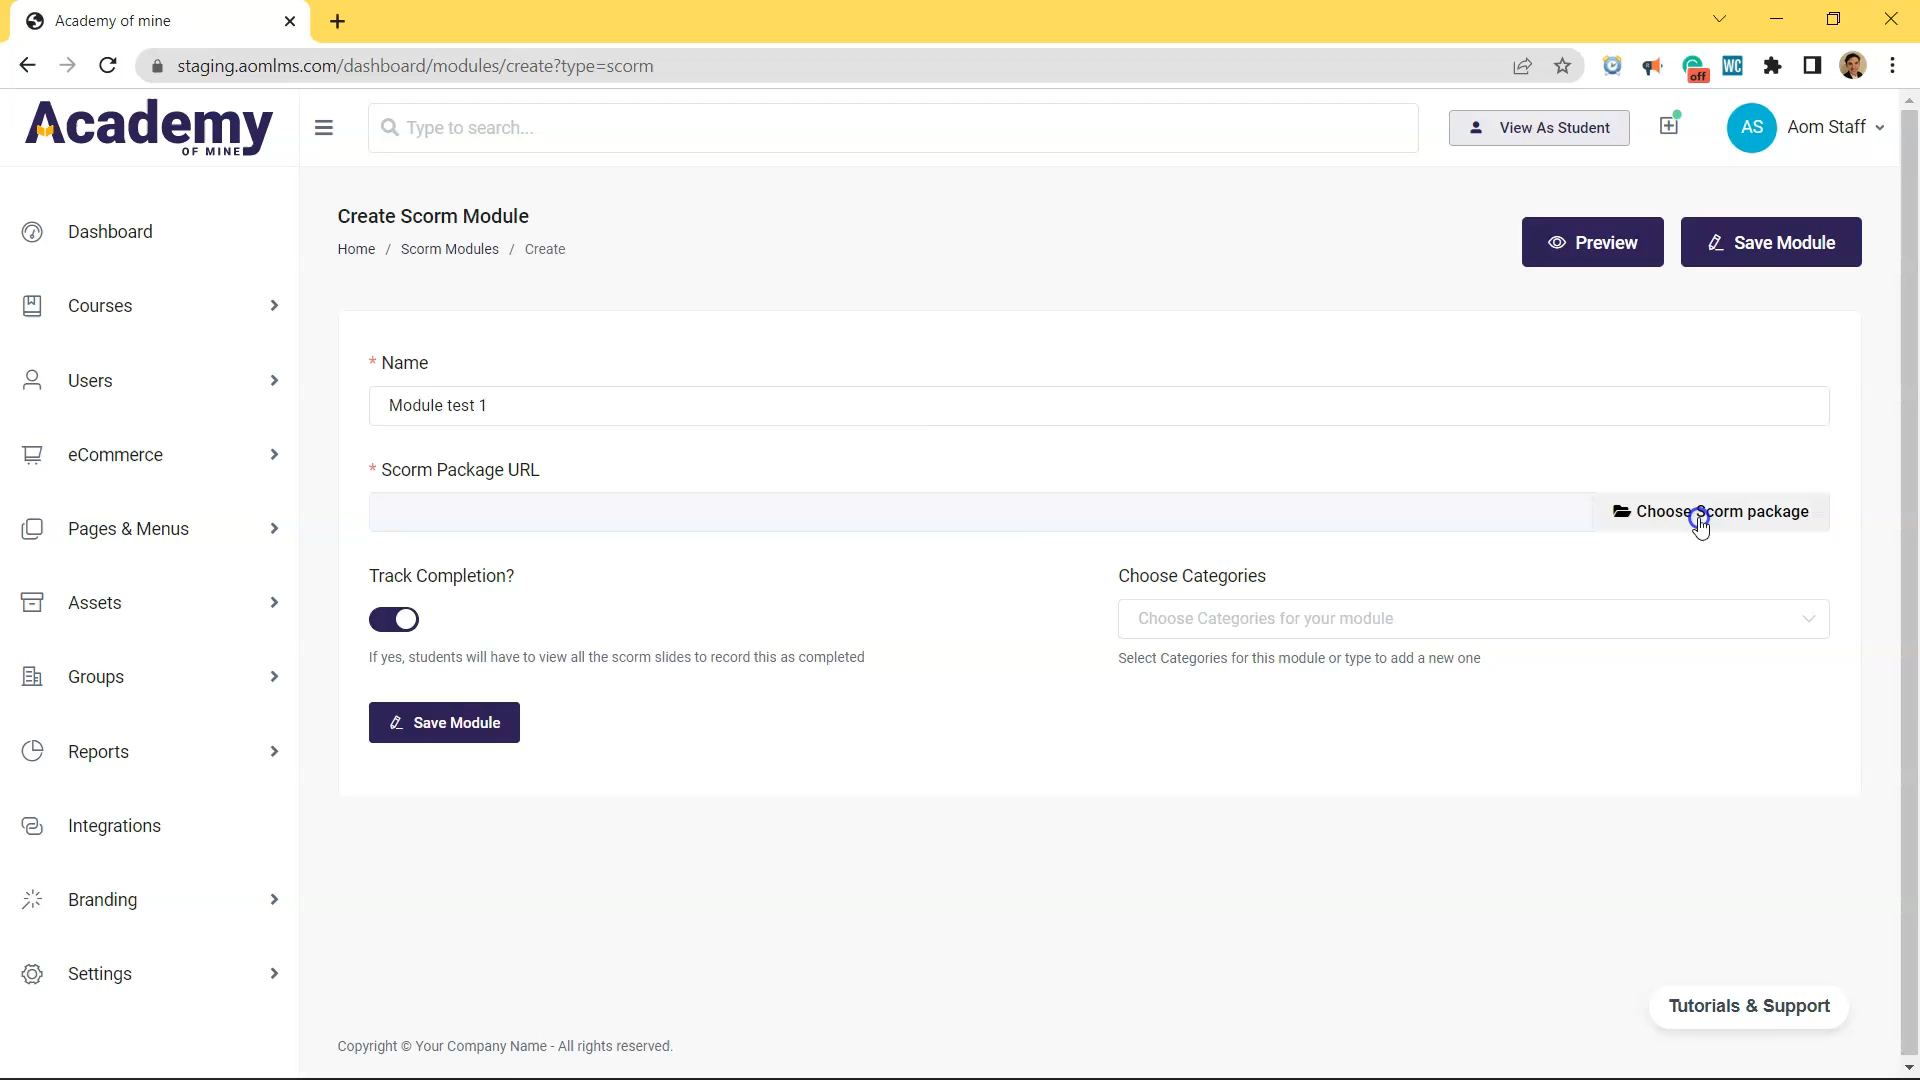 Academy of mine
staging.aomlms.com/dashboard/modules/create?type=scorm
off
WC
Academy
OF MINE
Type to search...
View As Student
AS
Aom Staff
Dashboard
Courses
Users
eCommerce
Pages & Menus
Assets
Groups
Reports
Integrations
Branding
Settings
Create Scorm Module
Home / Scorm Modules / Create
Preview
Save Module
* Name
Module test 1
* Scorm Package URL
Choose Scorm package
Track Completion?
If yes, students will have to view all the scorm slides to record this as completed
Choose Categories
Choose Categories for your module
Select Categories for this module or type to add a new one
Save Module
Tutorials & Support
Copyright © Your Company Name - All rights reserved.